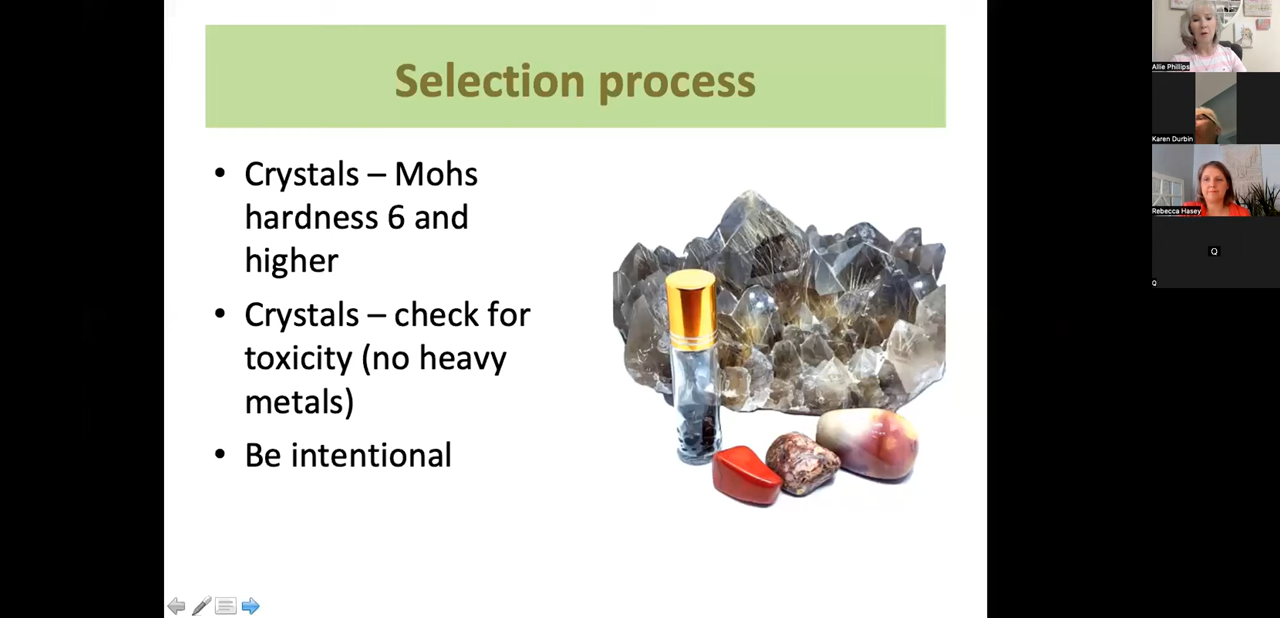 Selection process
• Crystals – Mohs
hardness 6 and
higher
• Crystals – check for
toxicity (no heavy
metals)
• Be intentional
Allie Phillips
Karen Durbin
Rebecca Hasey
Q
Q